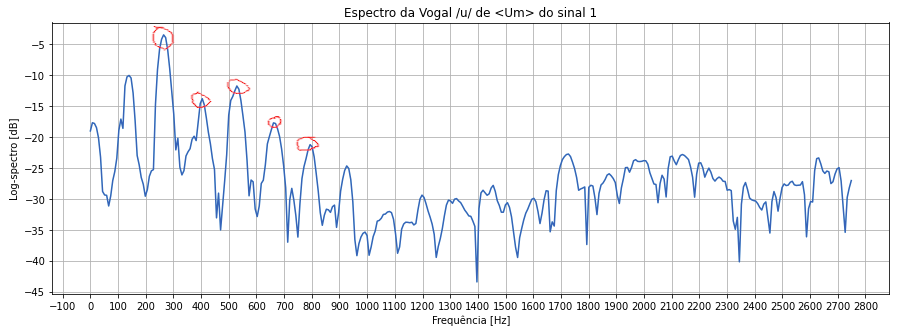 Espectro da Vogal /u/ de <Um> do sinal 1
Log-spectro [dB]
−5
−10
−15
−20
−25
−30
−35
−40
−45
−100 0 100 200 300 400 500 600 700 800 900 1000 1100 1200 1300 1400 1500 1600 1700 1800 1900 2000 2100 2200 2300 2400 2500 2600 2700 2800
Frequência [Hz]